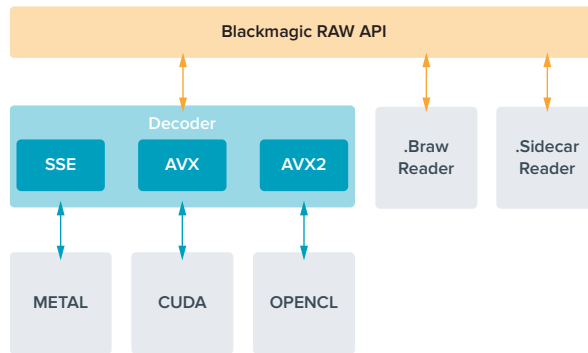 Blackmagic RAW API
Decoder
SSE
AVX
AVX2
.Braw
Reader
.Sidecar
Reader
METAL
CUDA
OPENCL